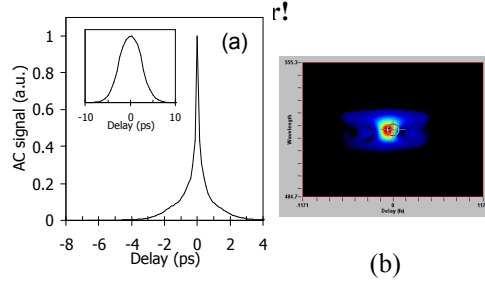 r!
(a)
AC signal (a.u.)
1
0.8
0.6
0.4
0.2
0
-8 -6 -4 -2 0 2 4
Delay (ps)
-10 0 10
Delay (ps)
555.3
Wavelength
484.7
-1171 0 117
Delay (fs)
(b)